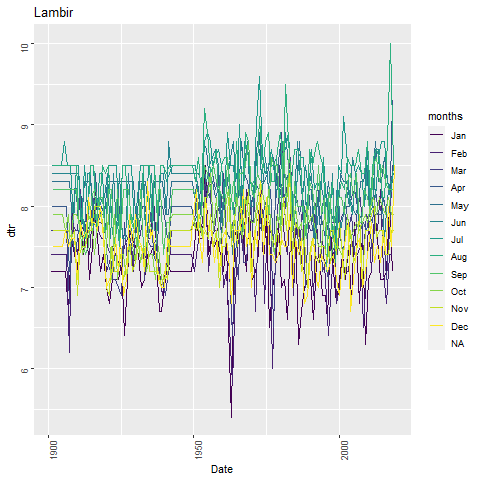 Lambir
10
9
8
7
6
dtr
1900
1950
2000
Date
months
Jan
Feb
Mar
Apr
May
Jun
Jul
Aug
Sep
Oct
Nov
Dec
NA